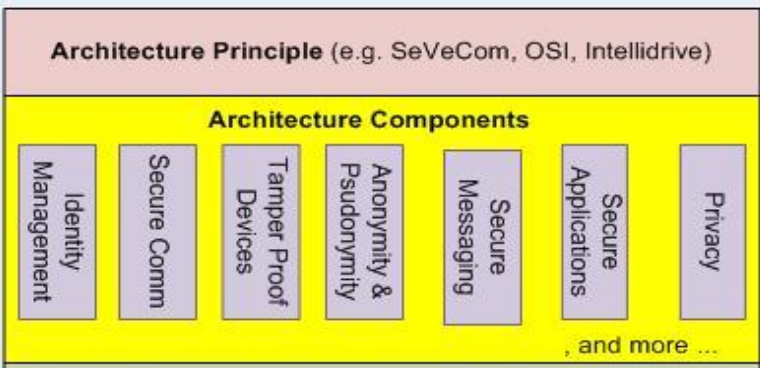 Architecture Principle (e.g. SeVeCom, OSI, Intellidrive)
Architecture Components
Identity
Management
Secure Comm
Tamper Proof
Devices
Anonymity &
Psudonymity
Secure
Messaging
Secure
Applications
Privacy
, and more ...